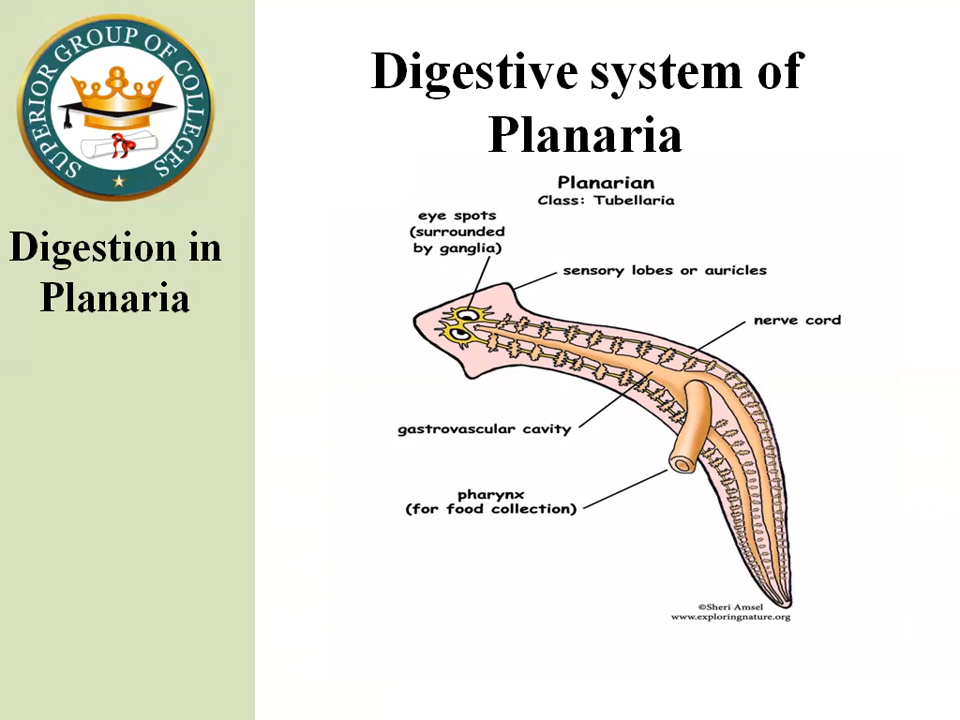 SUPERIOR GROUP OF COLLEGES
Digestion in
Planaria
Digestive system of
Planaria
Planarian
Class: Tubellaria
eye spots
(surrounded
by ganglia)
sensory lobes or auricles
nerve cord
gastrovascular cavity
pharynx
(for food collection)
©Sheri Amsel
www.exploringnature.org